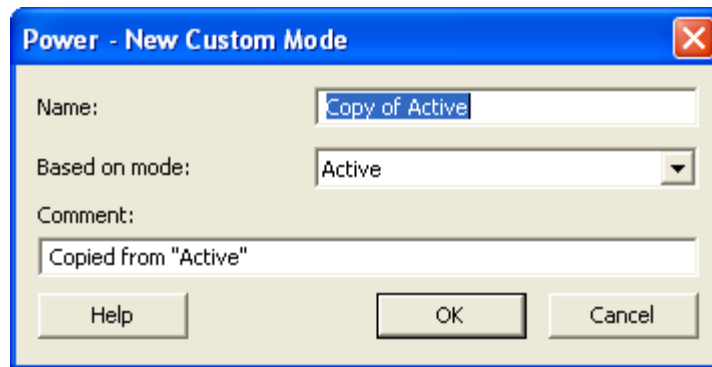 Power - New Custom Mode
Name:
Copy of Active
Based on mode:
Active
Comment:
Copied from "Active"
Help
OK
Cancel